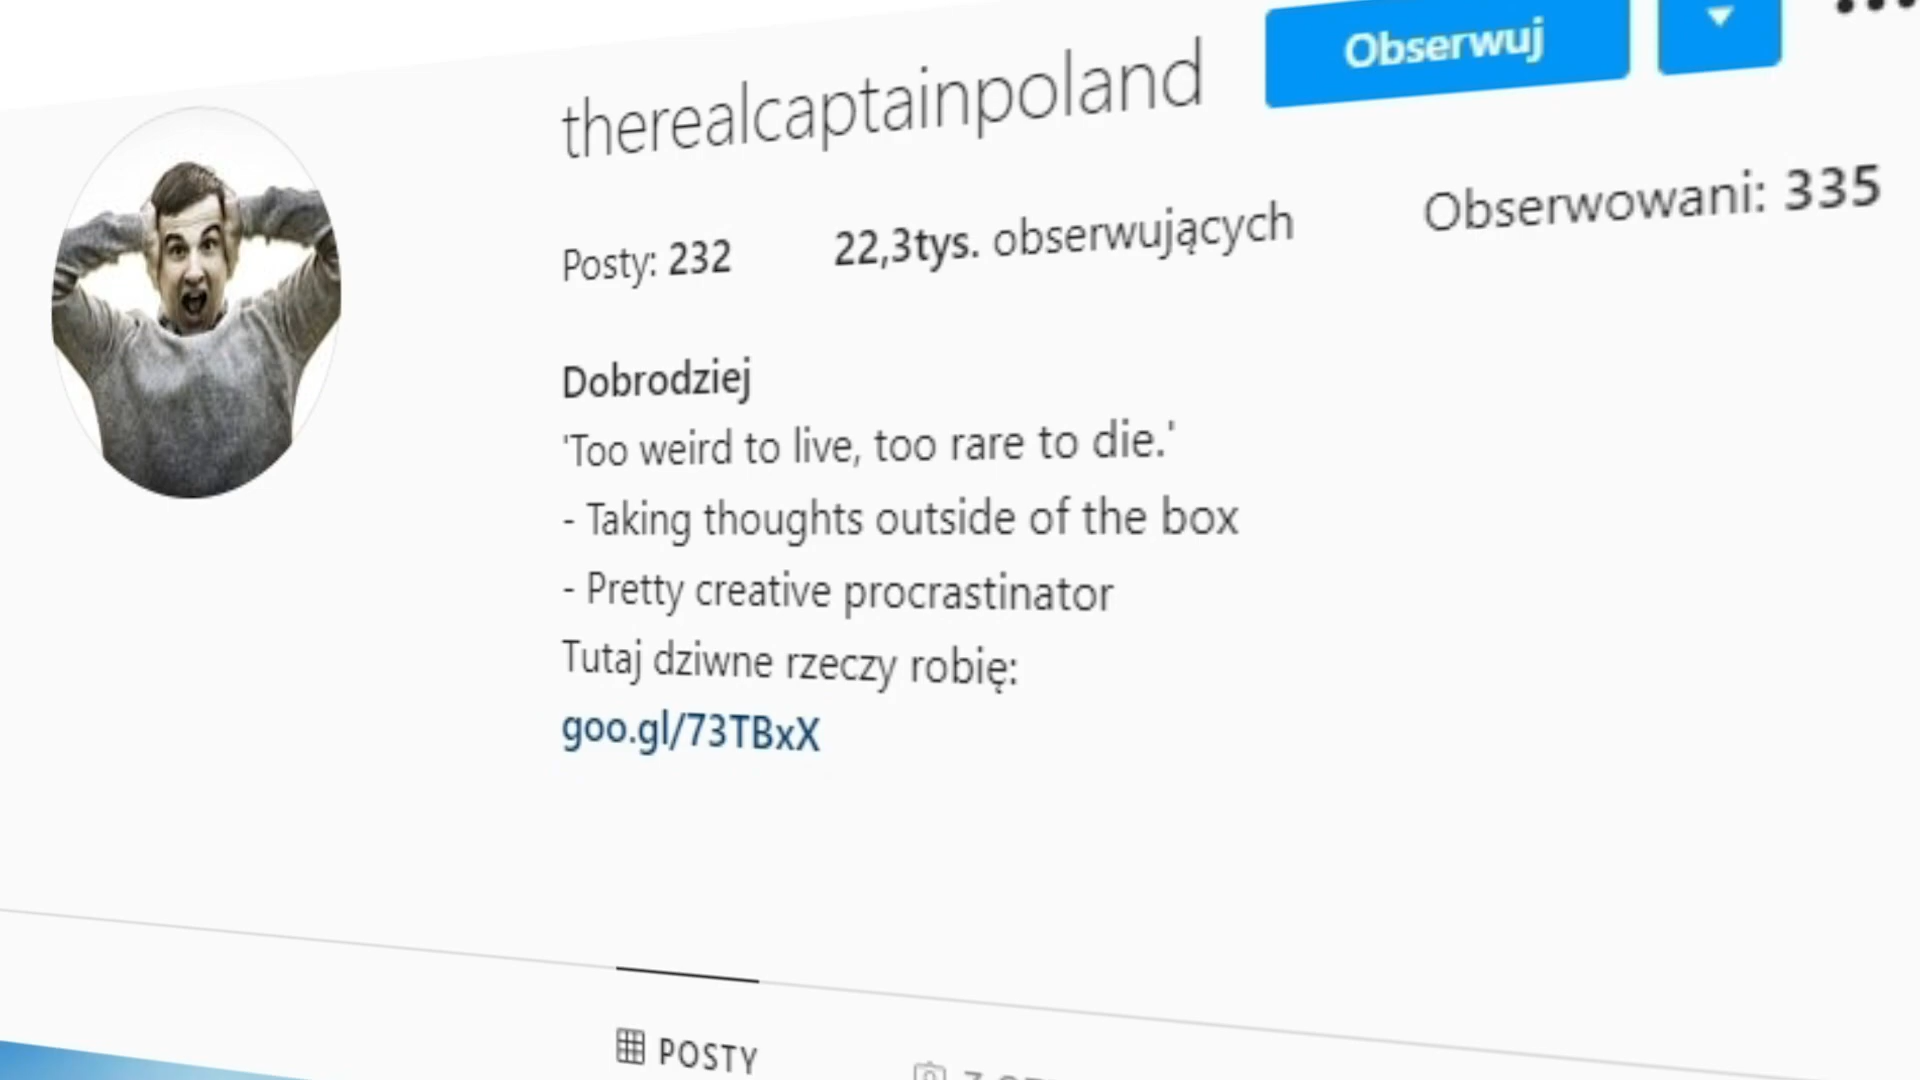 therealcaptainpoland
Obserwuj
Posty: 232
22,3tys. obserwujących
Obserwowani: 335
Dobrodziej
'Too weird to live, too rare to die.'
- Taking thoughts outside of the box
- Pretty creative procrastinator
Tutaj dziwne rzeczy robię:
goo.gl/73TBxX
POSTY